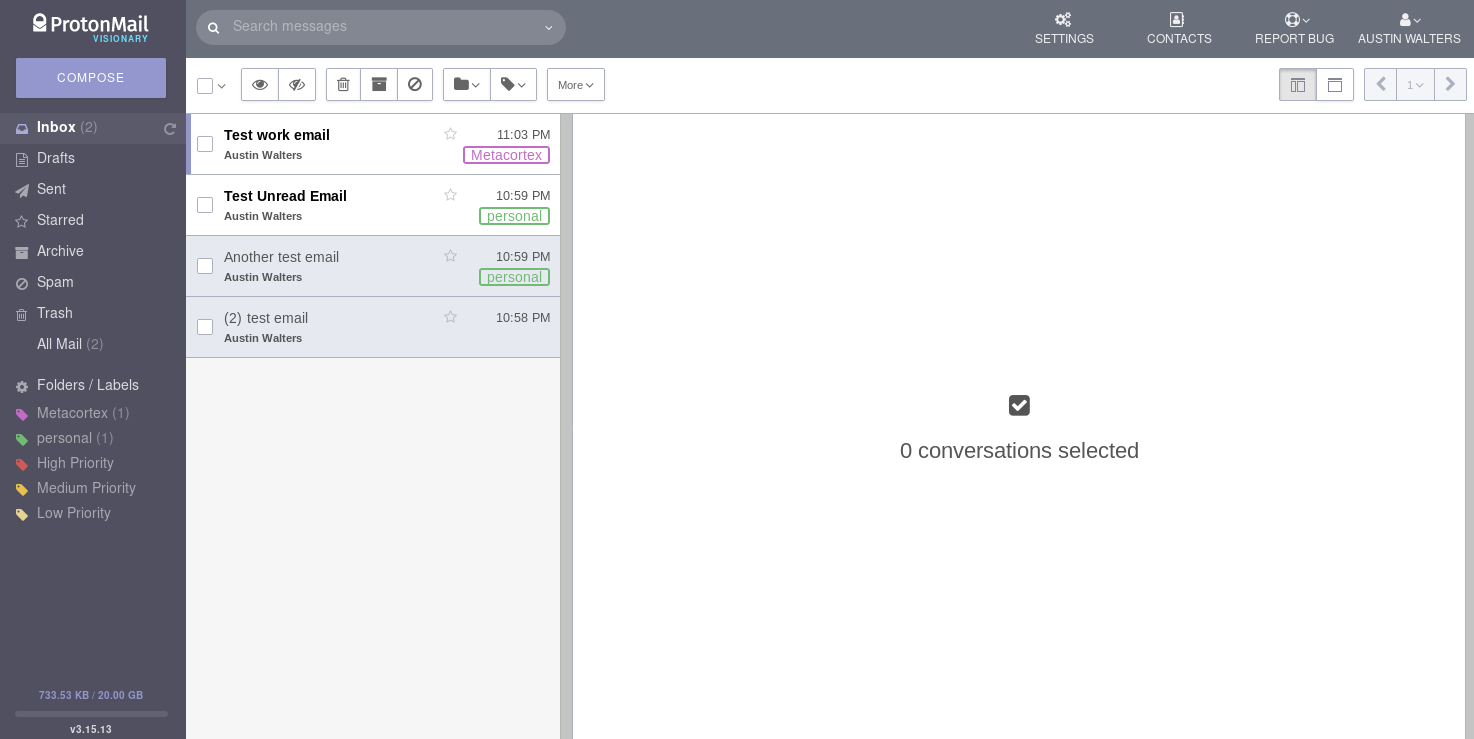 ProtonMail
VISIONARY
Search messages
SETTINGS
CONTACTS
REPORT BUG
AUSTIN WALTERS
COMPOSE
More
1
Inbox (2)
Drafts
Sent
Starred
Archive
Spam
Trash
All Mail (2)
Folders / Labels
Metacortex (1)
personal (1)
High Priority
Medium Priority
Low Priority
733.53 KB / 20.00 GB
v3.15.13
Test work email 11:03 PM
Austin Walters Metacortex
Test Unread Email 10:59 PM
Austin Walters personal
Another test email 10:59 PM
Austin Walters personal
(2) test email 10:58 PM
Austin Walters
0 conversations selected